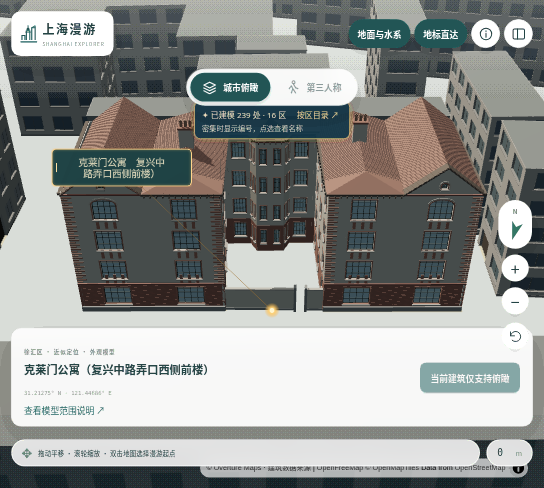 上海漫游
SHANGHAI EXPLORER
地面与水系
地标直达
城市俯瞰
第三人称
✦ 已建模 239 处 · 16 区 按区目录 ↗
密集时显示编号，点选查看名称
克莱门公寓 复兴中
路弄口西侧前楼）
N
+
−
徐汇区 · 近似定位 · 外观模型
克莱门公寓（复兴中路弄口西侧前楼）
31.21275° N · 121.44686° E
查看模型范围说明 ↗
当前建筑仅支持俯瞰
拖动平移 · 滚轮缩放 · 双击地图选择漫游起点
0 m
© Overture Maps · 建筑数据来源 | OpenFreeMap © OpenMapTiles Data from OpenStreetMap